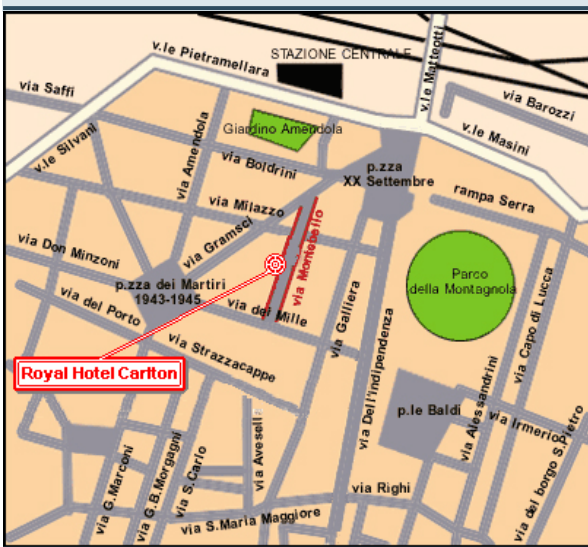 v.le Pietramellara
STAZIONE CENTRALE
v.le Matteotti
via Saffi
via Barozzi
v.le Masini
Giardino Amendola
v.le Silvani
via Amendola
via Boldrini
p.zza
XX Settembre
rampa Serra
via Milazzo
via Gramsci
via Montebello
via Don Minzoni
p.zza dei Martiri
1943-1945
Parco
della Montagnola
via Capo di Lucca
via del Porto
via dei Mille
via Galliera
via Strazzacappe
via Dell'indipendenza
Royal Hotel Carlton
p.le Baldi
via Alessandrini
via Irnerio
via del borgo S.Pietro
via G.Marconi
via G.B.Morgagni
via S.Carlo
via Avesella
via Righi
via S.Maria Maggiore